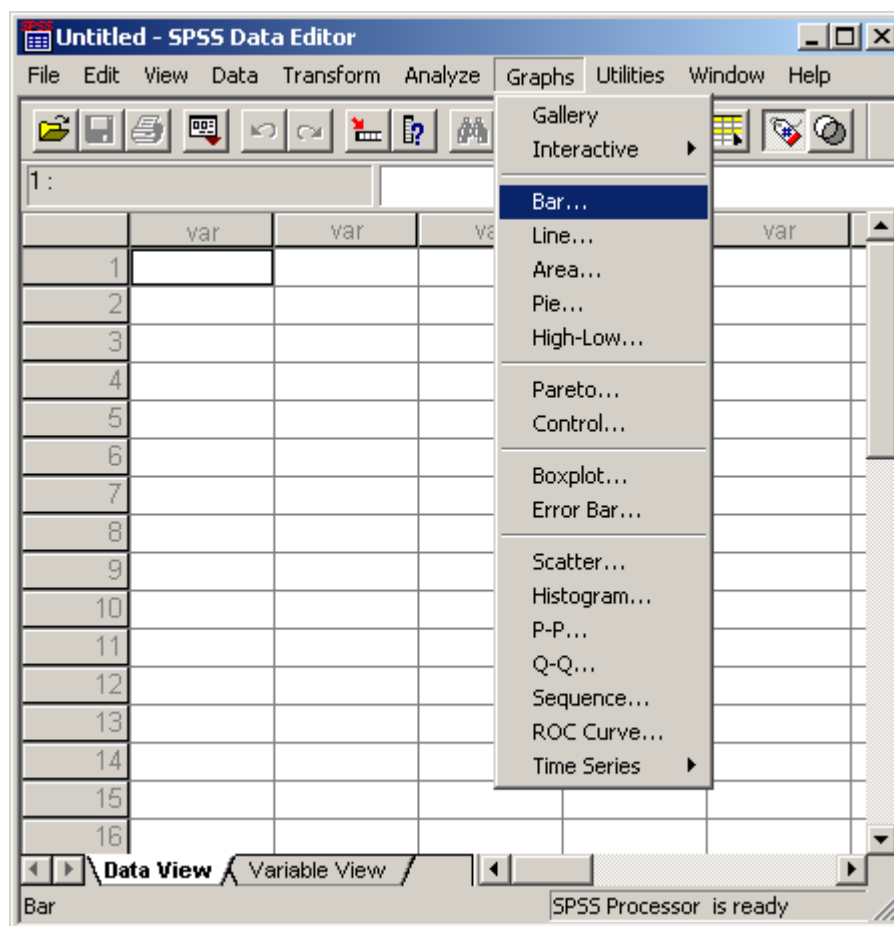 SPSS
Untitled - SPSS Data Editor
File Edit View Data Transform Analyze Graphs Utilities Window Help
1 :
Gallery
Interactive
Bar...
Line...
Area...
Pie...
High-Low...
Pareto...
Control...
Boxplot...
Error Bar...
Scatter...
Histogram...
P-P...
Q-Q...
Sequence...
ROC Curve...
Time Series
var var va var
1
2
3
4
5
6
7
8
9
10
11
12
13
14
15
16
Data View Variable View
Bar SPSS Processor is ready